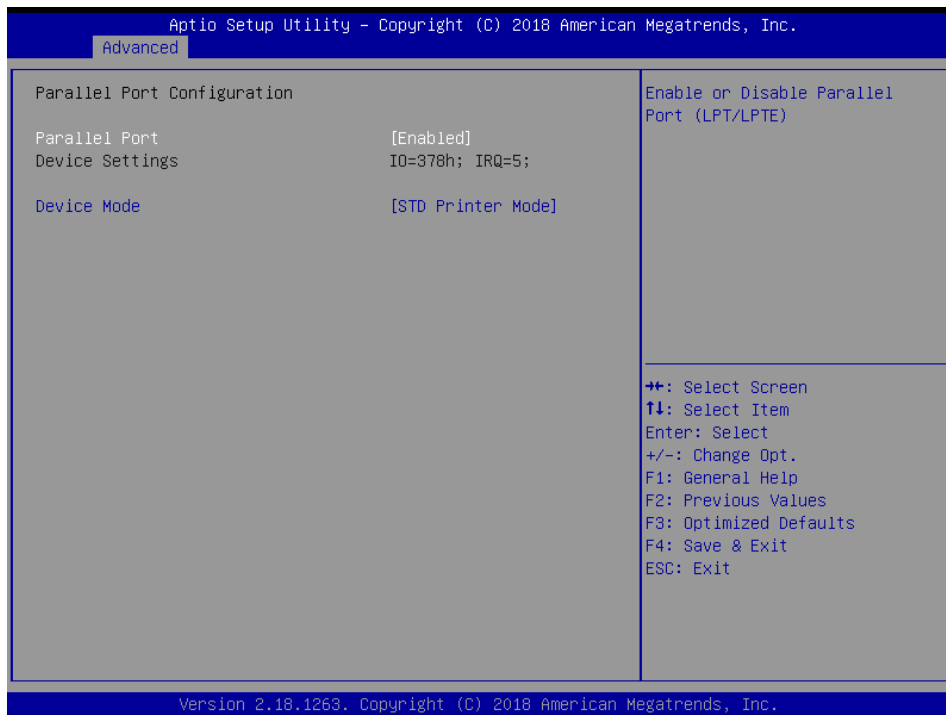 Aptio Setup Utility – Copyright (C) 2018 American Megatrends, Inc.
Advanced
Parallel Port Configuration
Parallel Port [Enabled]
Device Settings IO=378h; IRQ=5;
Device Mode [STD Printer Mode]
Enable or Disable Parallel
Port (LPT/LPTE)
→←: Select Screen
↑↓: Select Item
Enter: Select
+/-: Change Opt.
F1: General Help
F2: Previous Values
F3: Optimized Defaults
F4: Save & Exit
ESC: Exit
Version 2.18.1263. Copyright (C) 2018 American Megatrends, Inc.